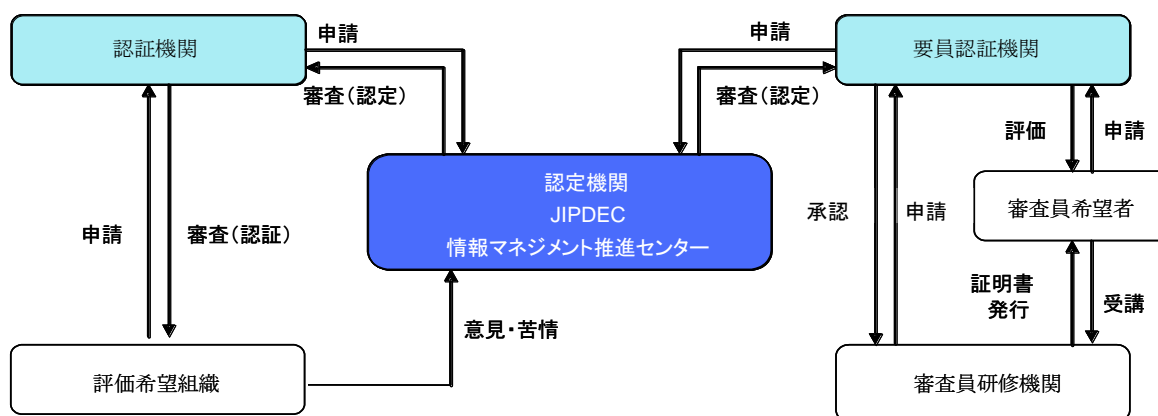 認証機関
申請
審査（認定）
申請
要員認証機関
審査（認定）
認定機関
JIPDEC
情報マネジメント推進センター
評価
申請
審査員希望者
申請
審査（認証）
承認
申請
証明書
発行
受講
意見・苦情
評価希望組織
審査員研修機関